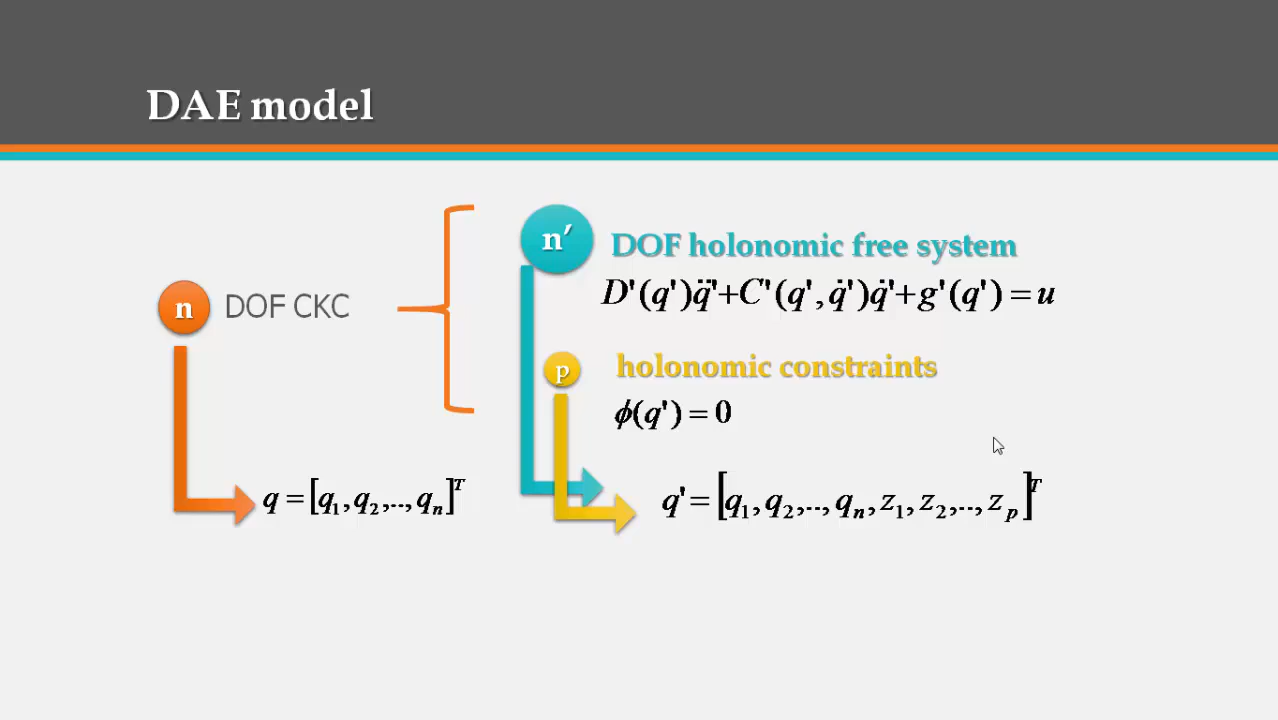 DAE model
n DOF CKC
n′ DOF holonomic free system
D'(q')q̈'+C'(q',q̇')q̇'+g'(q') = u
p holonomic constraints
ϕ(q') = 0
q = [q₁,q₂,..,qₙ]ᵀ
q' = [q₁,q₂,..,qₙ,z₁,z₂,..,zₚ]ᵀ